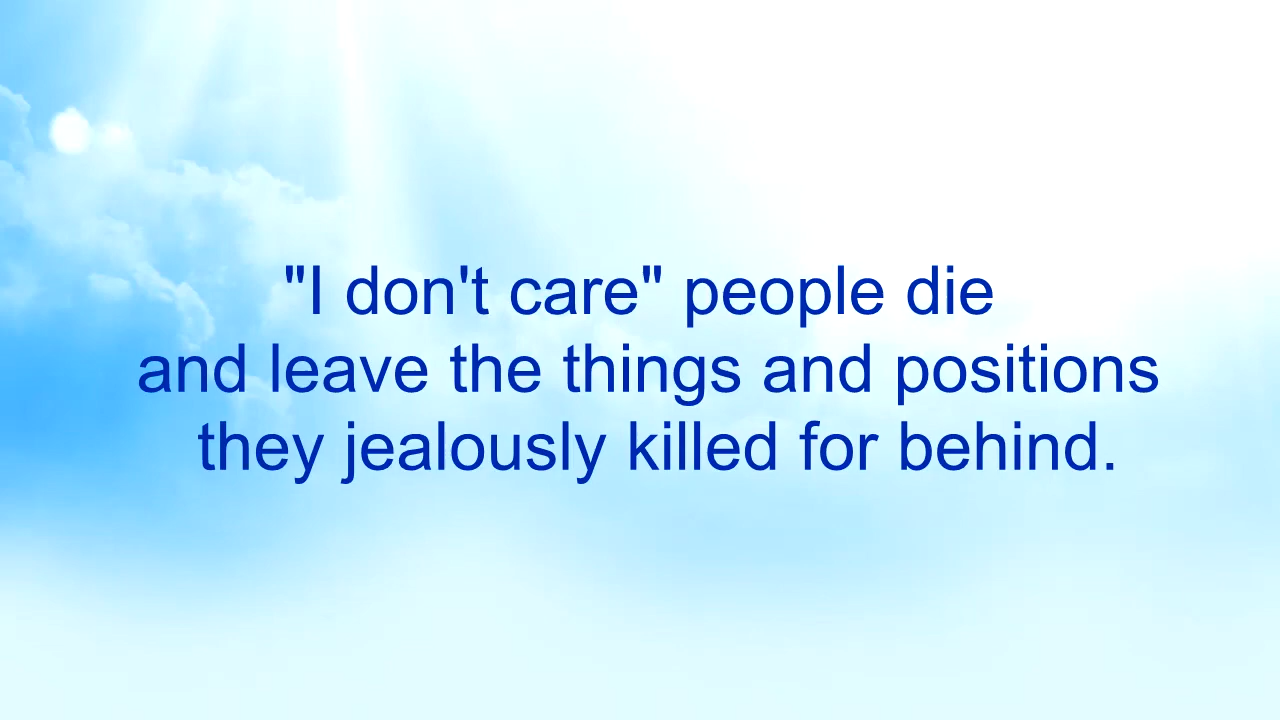 "I don't care" people die
and leave the things and positions
they jealously killed for behind.